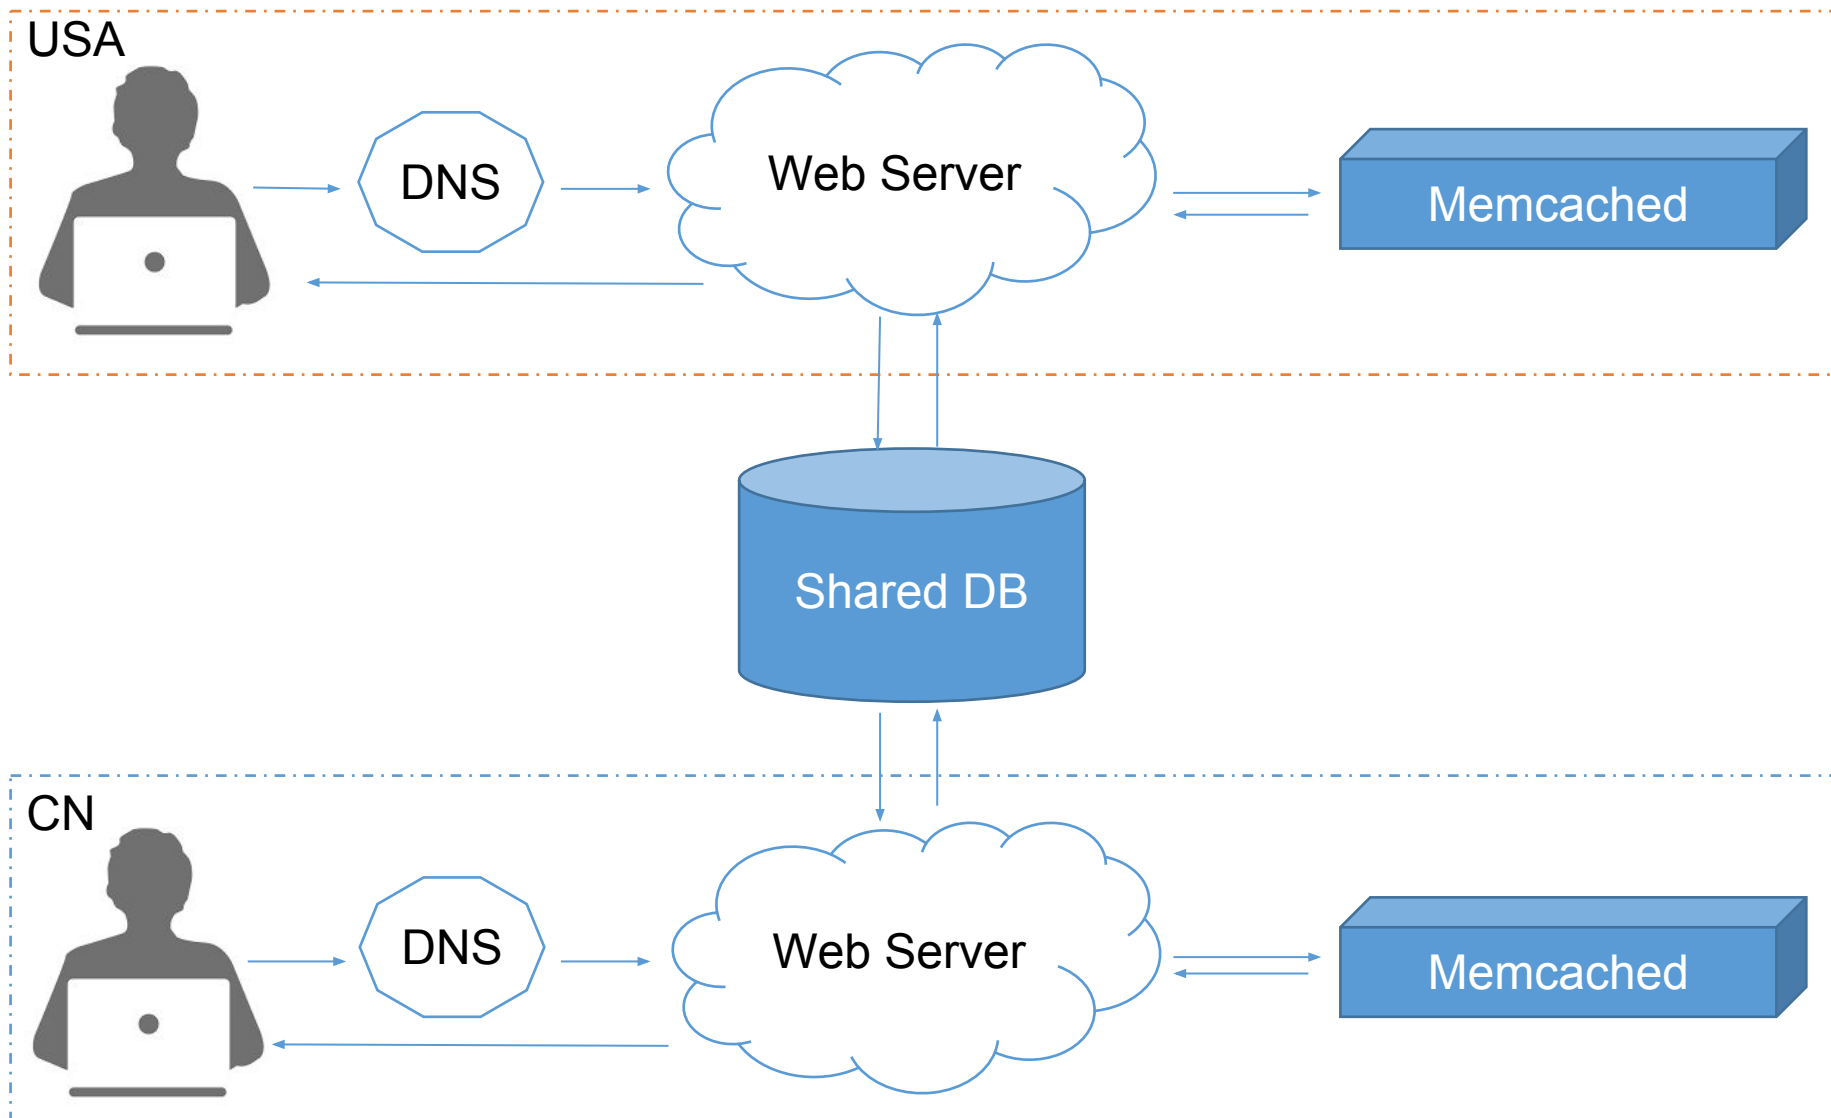 USA
DNS
Web Server
Memcached
Shared DB
CN
DNS
Web Server
Memcached